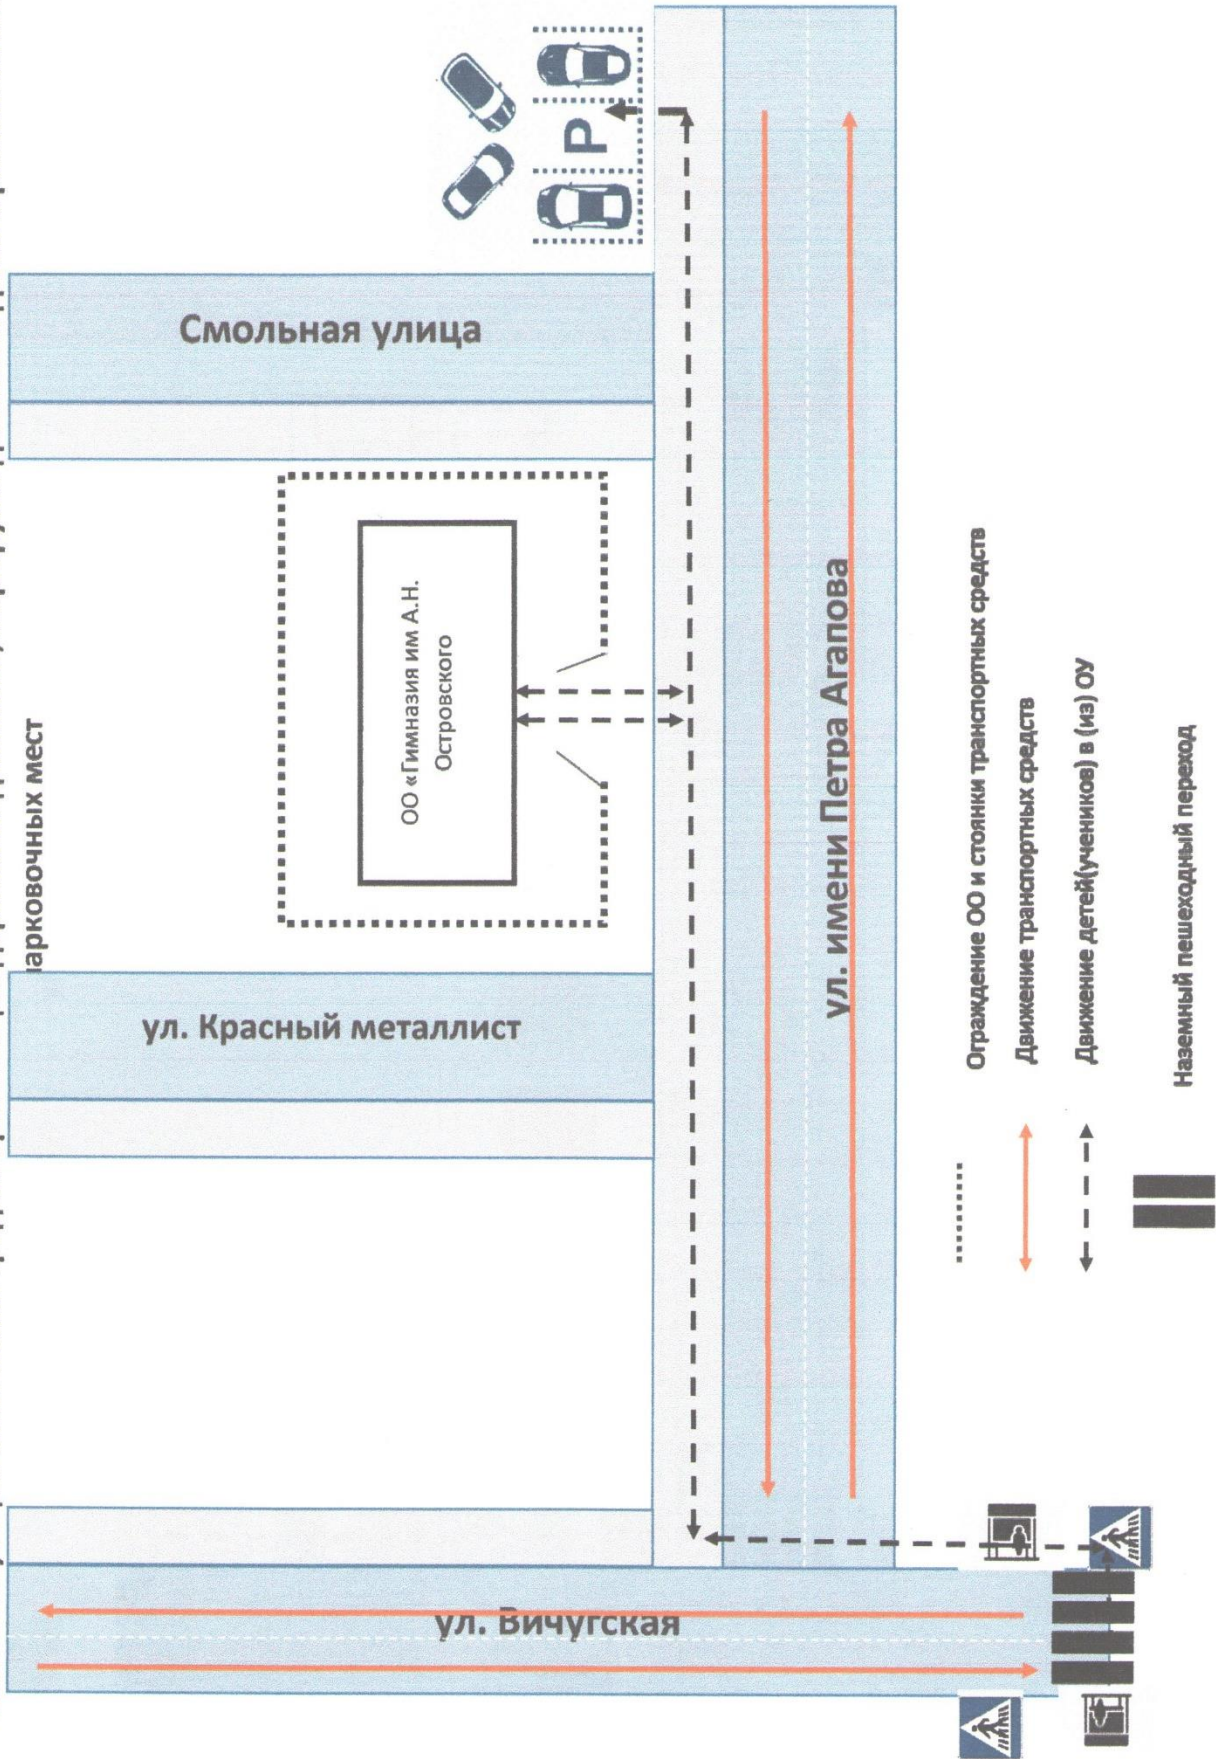 арковочных мест
Смольная улица
P
ОО «Гимназия им А.Н.
Островского
ул. Красный металлист
ул. имени Петра Агапова
ул. Вичугская
Ограждение ОО и стоянки транспортных средств
Движение транспортных средств
Движение детей(учеников) в (из) ОУ
Наземный пешеходный переход